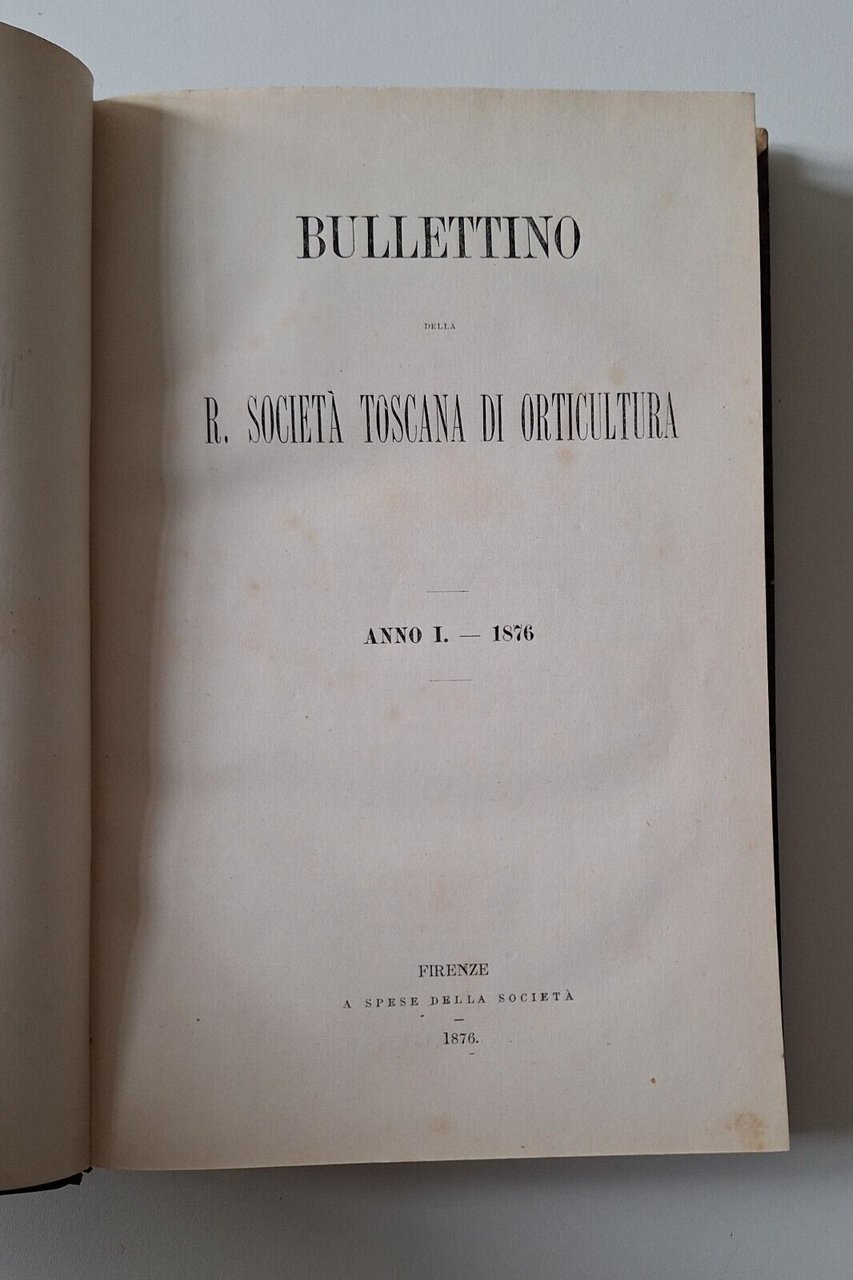 BULLETTINO
DELLA
R. SOCIETÀ TOSCANA DI ORTICULTURA
ANNO I. — 1876
FIRENZE
A SPESE DELLA SOCIETÀ
1876.